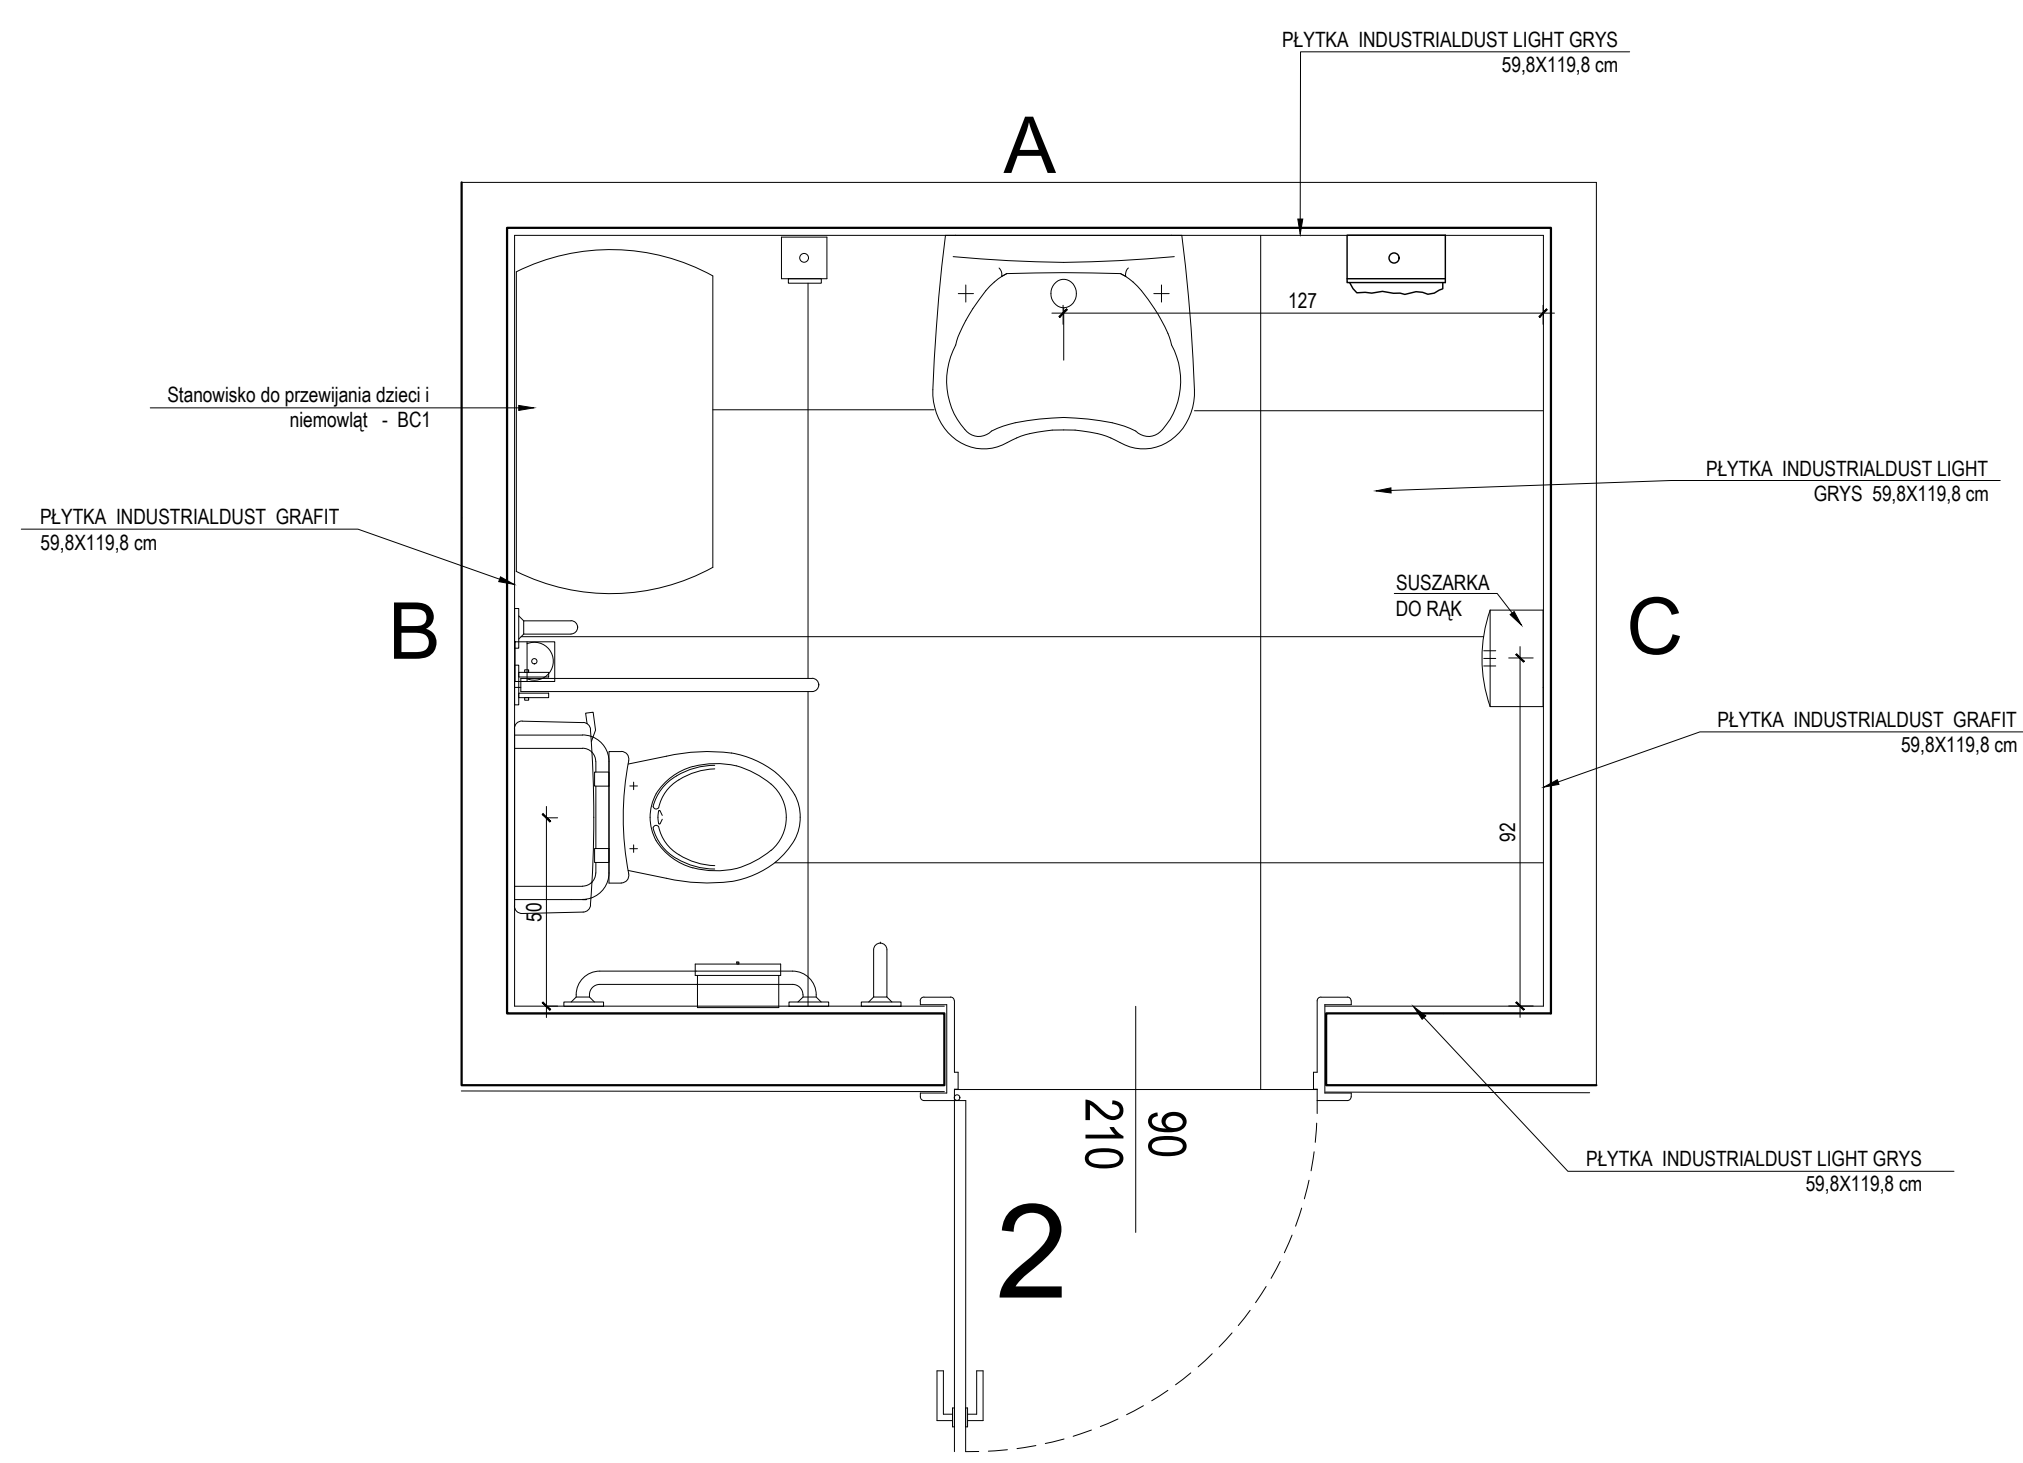 PŁYTKA INDUSTRIALDUST LIGHT GRYS
59,8X119,8 cm
A
127
Stanowisko do przewijania dzieci i
niemowląt - BC1
PŁYTKA INDUSTRIALDUST LIGHT
GRYS 59,8X119,8 cm
PŁYTKA INDUSTRIALDUST GRAFIT
59,8X119,8 cm
SUSZARKA
DO RĄK
B
C
PŁYTKA INDUSTRIALDUST GRAFIT
59,8X119,8 cm
92
50
90
210
PŁYTKA INDUSTRIALDUST LIGHT GRYS
59,8X119,8 cm
2